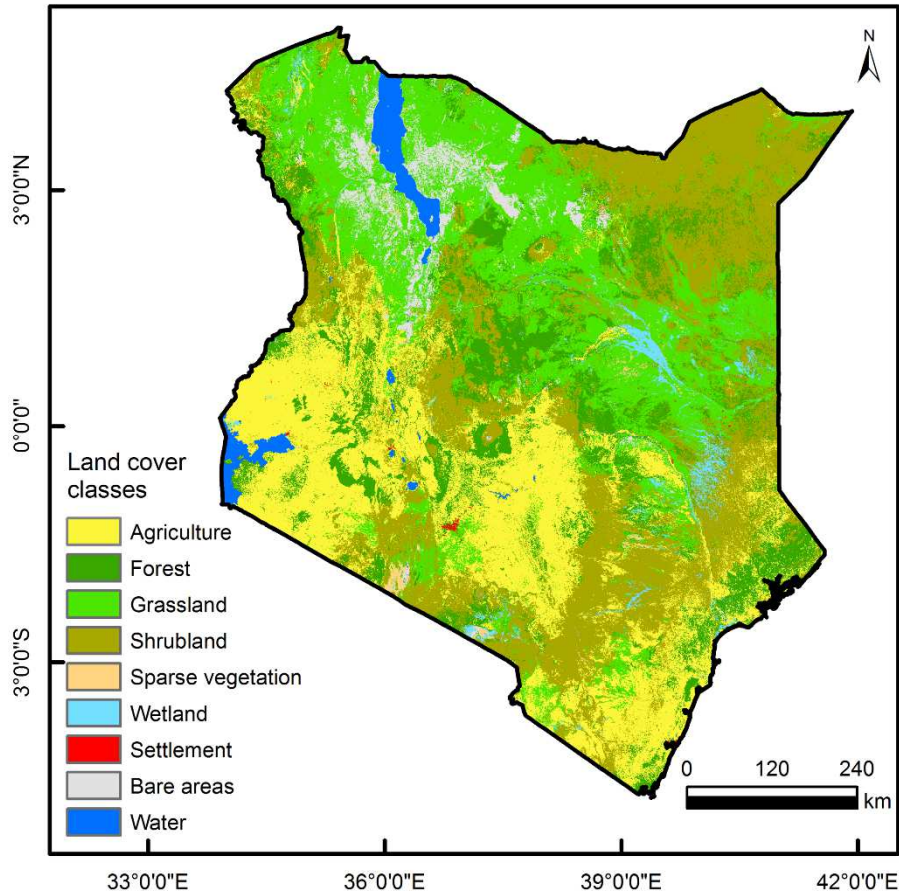 N
3°0'0"N
0°0'0"
3°0'0"S
Land cover
classes
Agriculture
Forest
Grassland
Shrubland
Sparse vegetation
Wetland
Settlement
Bare areas
Water
0 120 240
km
33°0'0"E 36°0'0"E 39°0'0"E 42°0'0"E